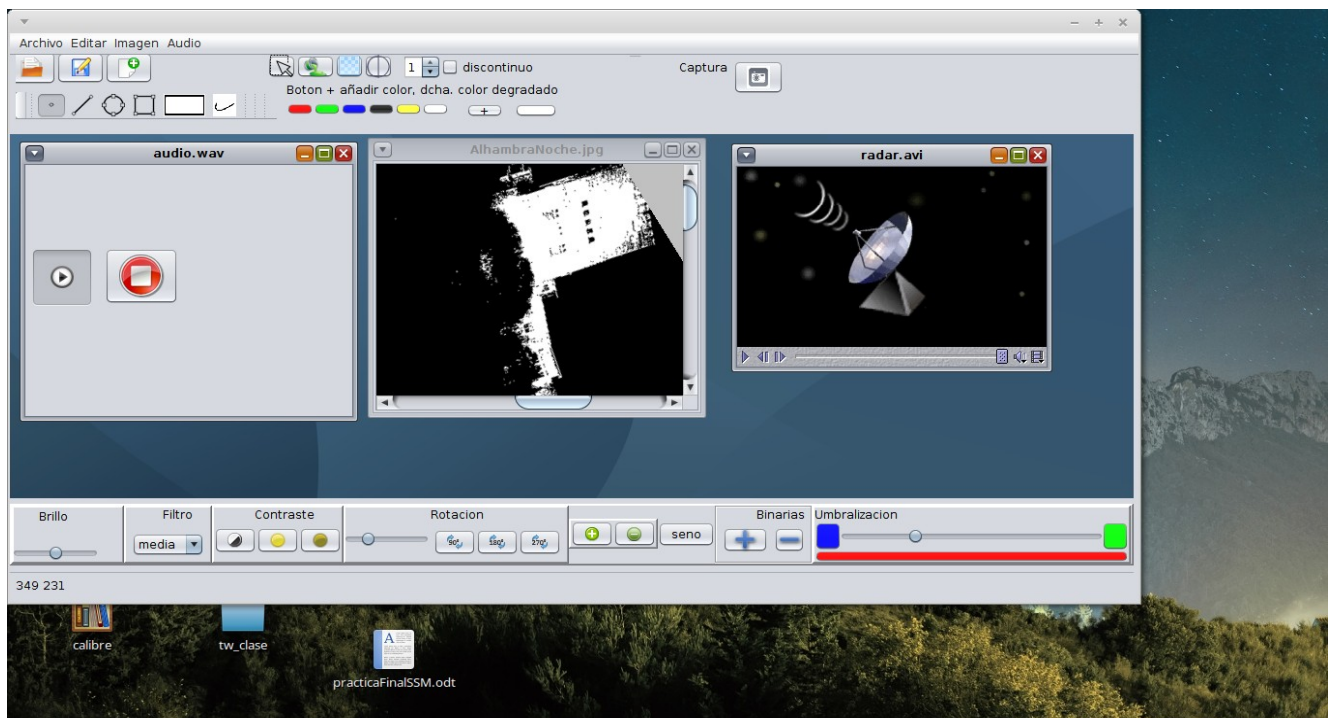 Archivo Editar Imagen Audio
1 discontinuo
Captura
Boton + añadir color, dcha. color degradado
+
audio.wav
AlhambraNoche.jpg
radar.avi
Brillo
Filtro
Contraste
Rotacion
Binarias
Umbralizacion
media
90º
180º
270º
seno
349 231
calibre
tw_clase
practicaFinalSSM.odt